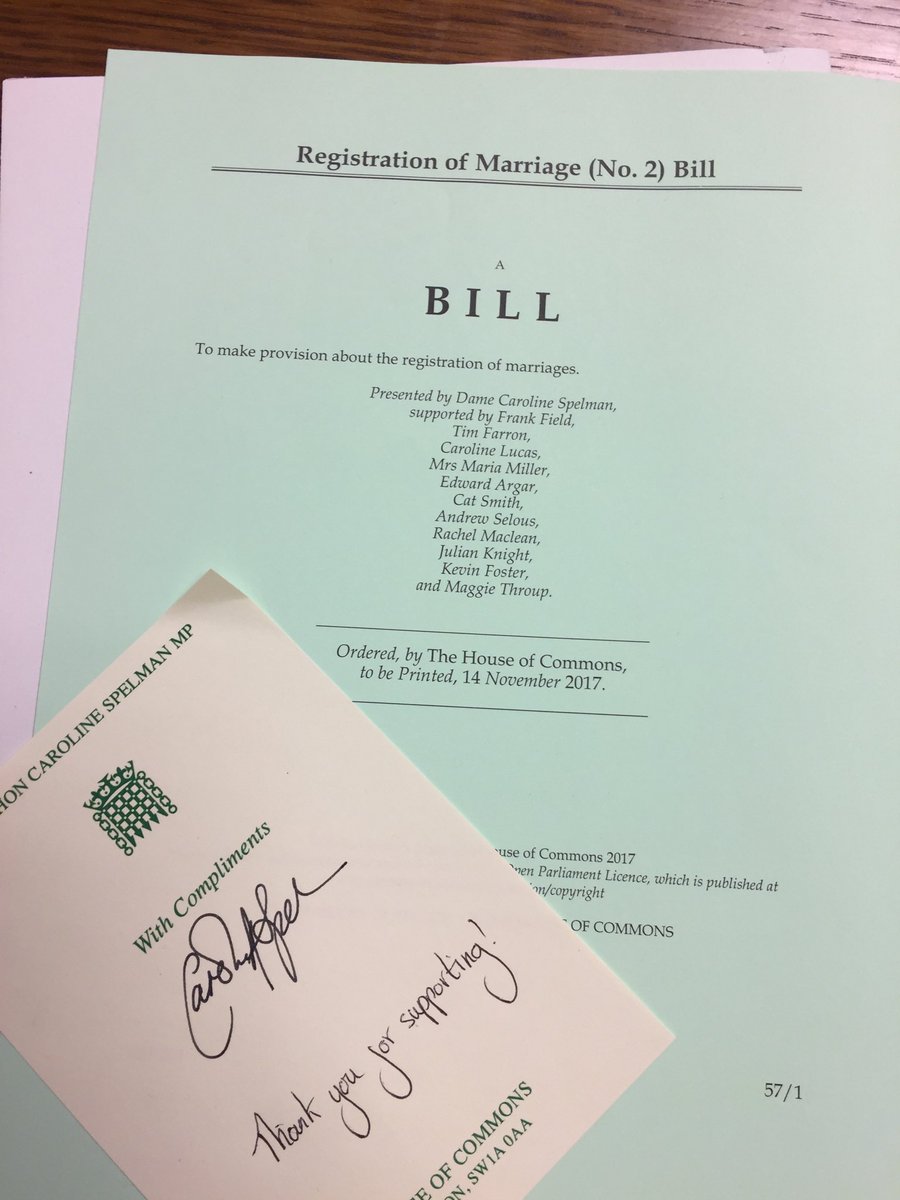 Registration of Marriage (No. 2) Bill
A
BILL
To make provision about the registration of marriages.
Presented by Dame Caroline Spelman,
supported by Frank Field,
Tim Farron,
Caroline Lucas,
Mrs Maria Miller,
Edward Argar,
Cat Smith,
Andrew Selous,
Rachel Maclean,
Julian Knight,
Kevin Foster,
and Maggie Throup.
Ordered, by The House of Commons,
to be Printed, 14 November 2017.
of Commons 2017
Parliament Licence, which is published at
/copyright
OF COMMONS
57/1
HON CAROLINE SPELMAN MP
With Compliments
Thank you for supporting!
OF COMMONS
SW1A 0AA